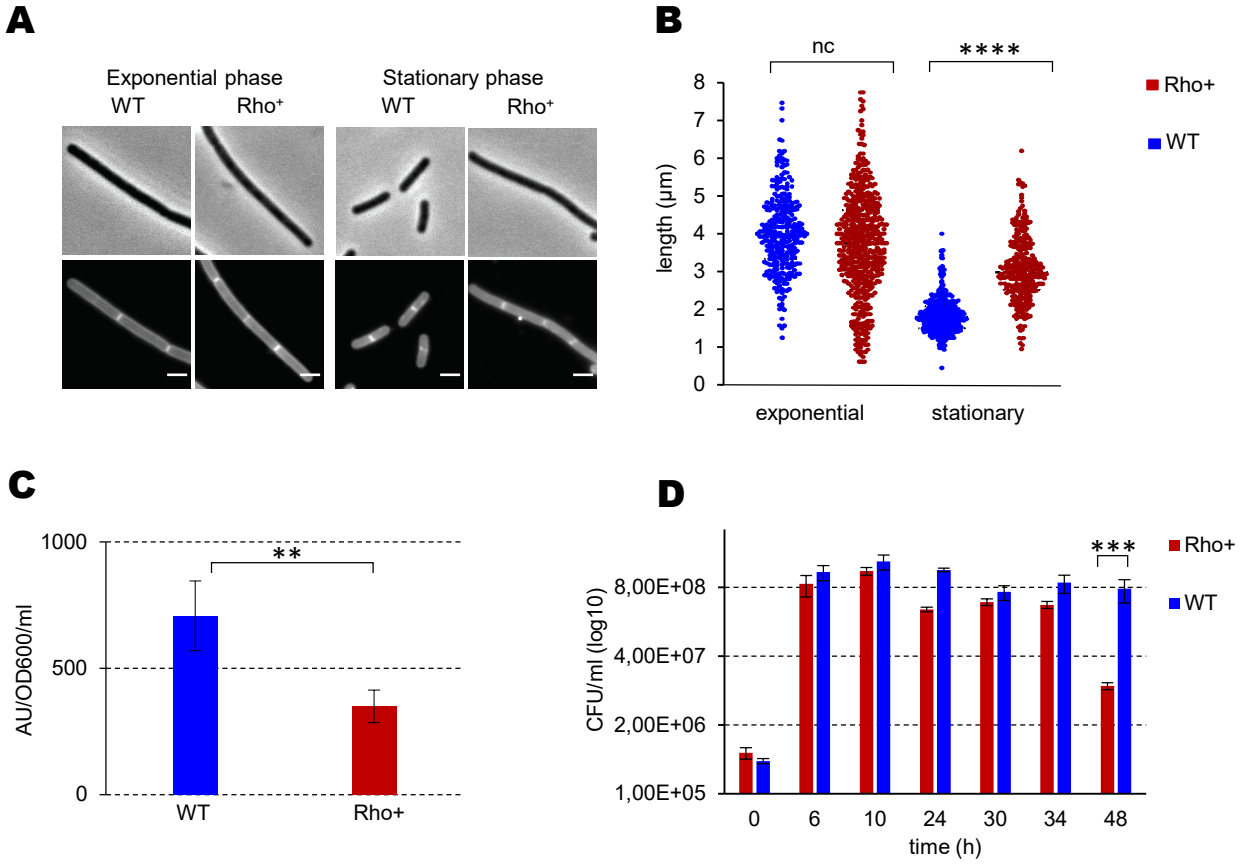 A
Exponential phase
Stationary phase
WT
Rho+
WT
Rho+
B
nc
****
8
7
6
5
4
3
2
1
0
length (μm)
exponential
stationary
Rho+
WT
C
1000
500
0
AU/OD600/ml
**
WT
Rho+
D
***
8,00E+08
4,00E+07
2,00E+06
1,00E+05
CFU/ml (log10)
0
6
10
24
30
34
48
time (h)
Rho+
WT